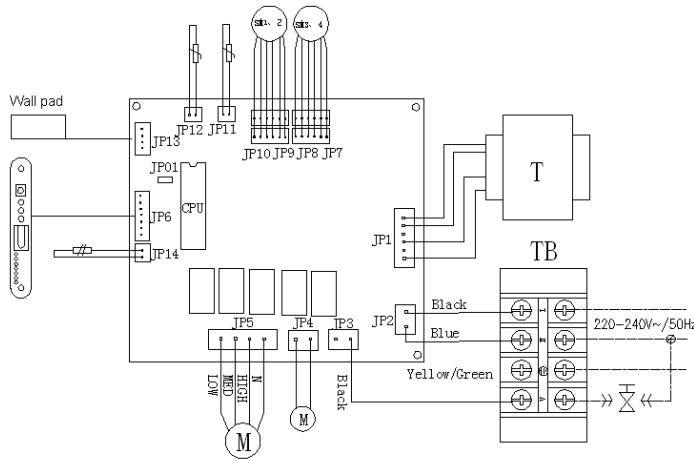 Wall pad
JP12
JP11
JP13
JP10
JP9
JP8
JP7
JP01
CPU
JP6
JP14
JP1
T
TB
JP2
Black
Blue
220-240V~/50Hz
Yellow/Green
JP5
JP4
JP3
LOW
MED
HIGH
N
Black
M
M